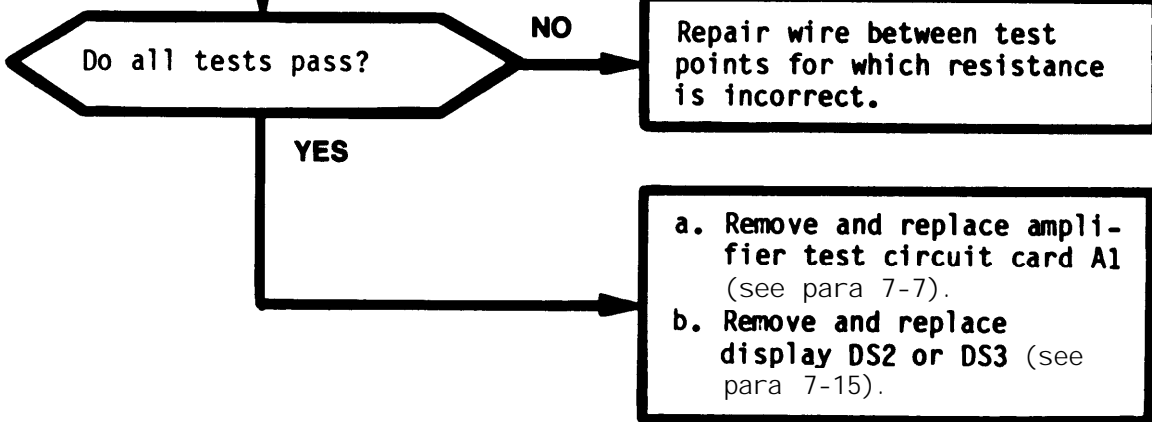 Do all tests pass?
NO
Repair wire between test
points for which resistance
is incorrect.
YES
a. Remove and replace ampli-
fier test circuit card A1
(see para 7-7).
b. Remove and replace
display DS2 or DS3 (see
para 7-15).